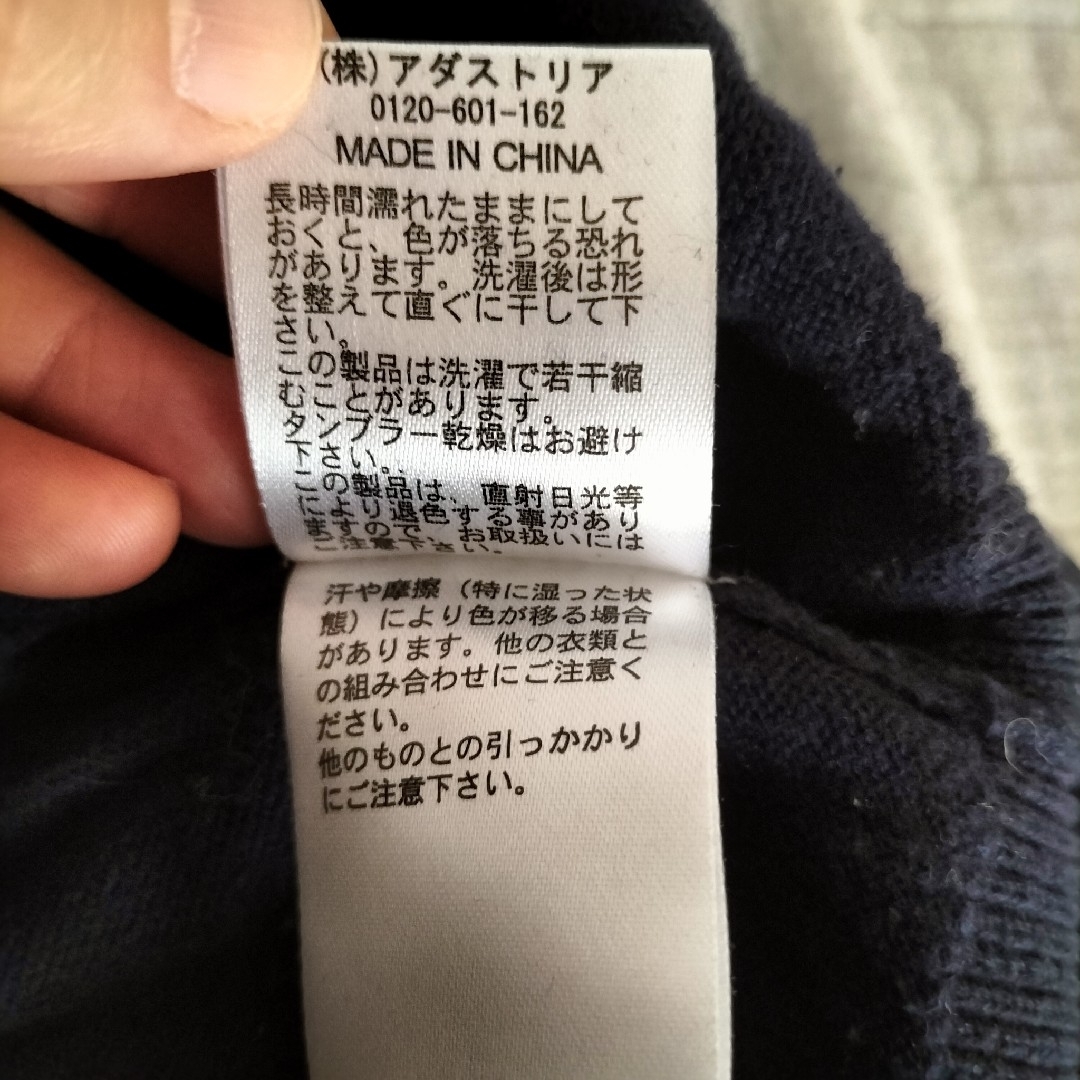 (株)アダストリア
0120-601-162
MADE IN CHINA
長時間濡れたままにして
おくと、色が落ちる恐れ
があります。洗濯後は形
を整えて直ぐに干して下
さい。
この製品は洗濯で若干縮
むことがあります。
タンブラー乾燥はお避け
下さい。
この製品は、直射日光等
により退色する事があり
ますので、お取扱いには
ご注意下さい。
汗や摩擦（特に湿った状
態）により色が移る場合
があります。他の衣類と
の組み合わせにご注意く
ださい。
他のものとの引っかかり
にご注意下さい。